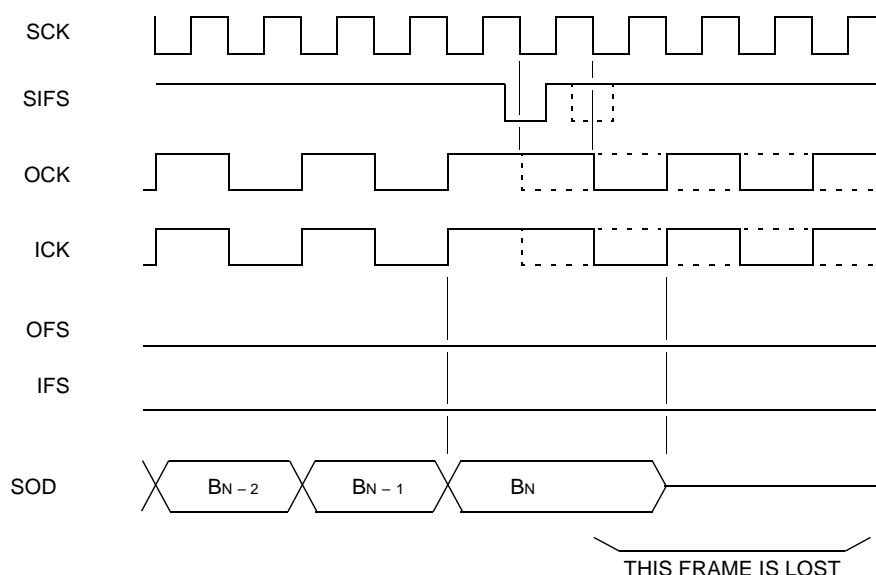 SCK
SIFS
OCK
ICK
OFS
IFS
SOD
BN – 2
BN – 1
BN
THIS FRAME IS LOST